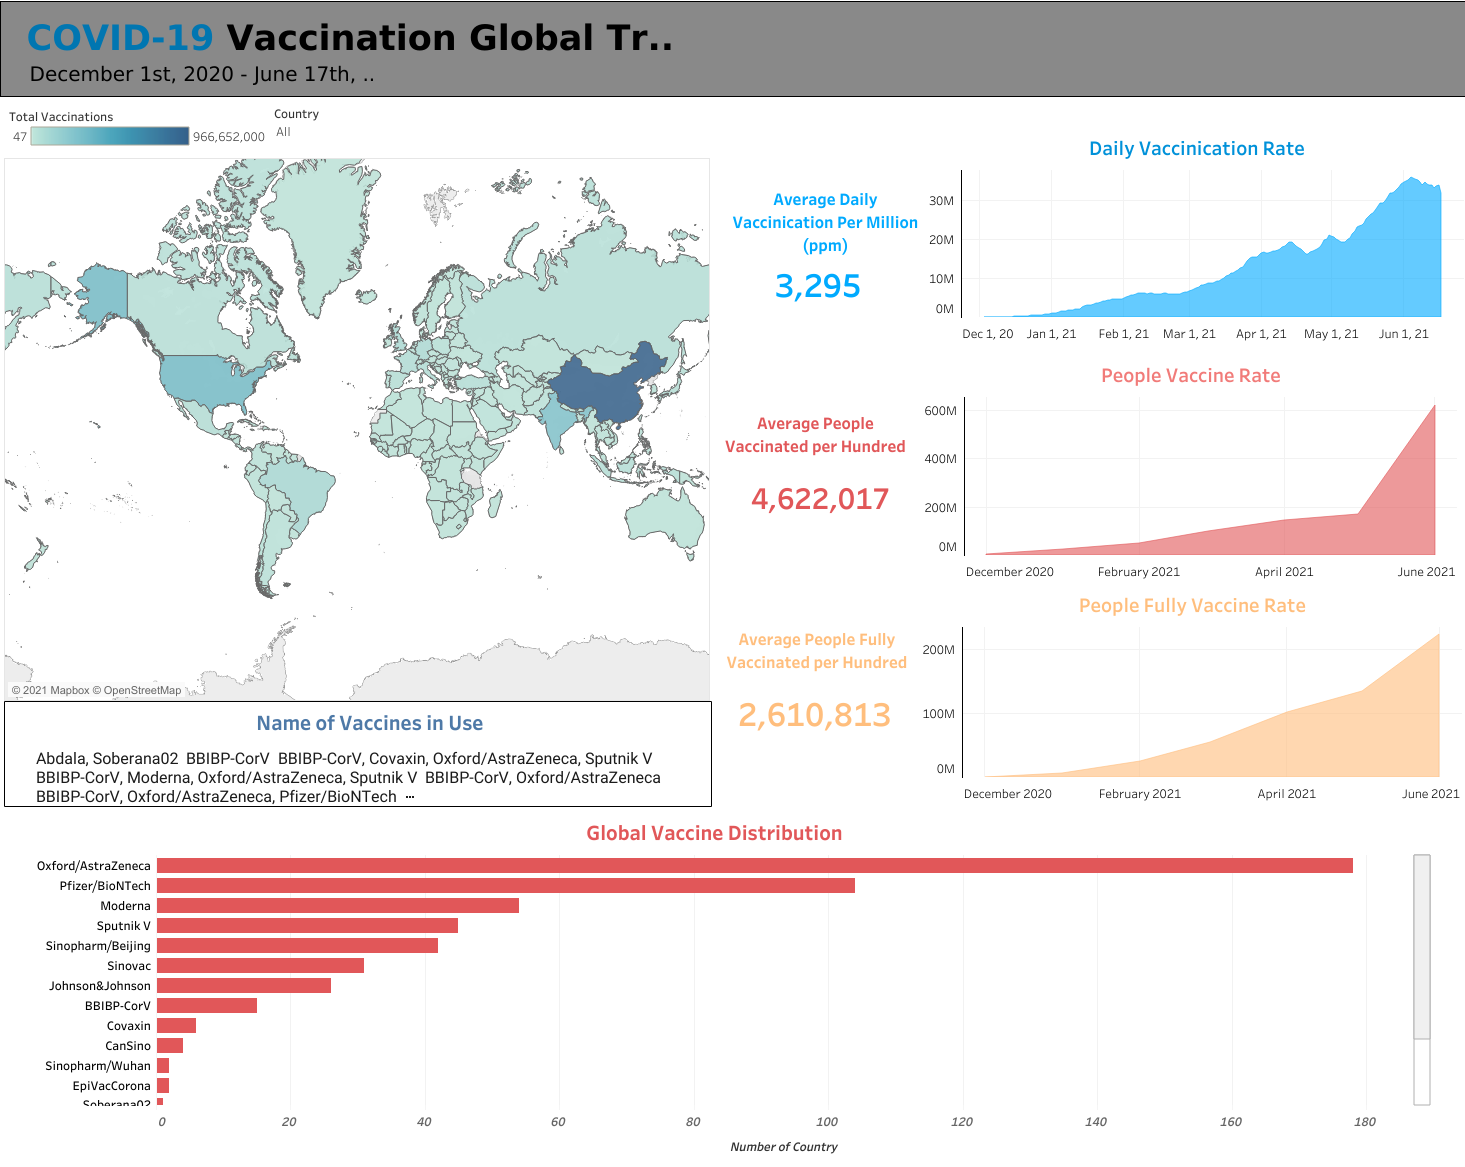 COVID-19 Vaccination Global Tr..
December 1st, 2020 - June 17th, ..
Total Vaccinations
47
966,652,000
Country
All
© 2021 Mapbox © OpenStreetMap
Average Daily
Vaccinication Per Million
(ppm)
3,295
Daily Vaccinication Rate
30M
20M
10M
0M
Dec 1, 20
Jan 1, 21
Feb 1, 21
Mar 1, 21
Apr 1, 21
May 1, 21
Jun 1, 21
Average People
Vaccinated per Hundred
4,622,017
People Vaccine Rate
600M
400M
200M
0M
December 2020
February 2021
April 2021
June 2021
Average People Fully
Vaccinated per Hundred
2,610,813
People Fully Vaccine Rate
200M
100M
0M
December 2020
February 2021
April 2021
June 2021
Name of Vaccines in Use
Abdala, Soberana02 BBIBP-CorV BBIBP-CorV, Covaxin, Oxford/AstraZeneca, Sputnik V
BBIBP-CorV, Moderna, Oxford/AstraZeneca, Sputnik V BBIBP-CorV, Oxford/AstraZeneca
BBIBP-CorV, Oxford/AstraZeneca, Pfizer/BioNTech ...
Global Vaccine Distribution
Oxford/AstraZeneca
Pfizer/BioNTech
Moderna
Sputnik V
Sinopharm/Beijing
Sinovac
Johnson&Johnson
BBIBP-CorV
Covaxin
CanSino
Sinopharm/Wuhan
EpiVacCorona
Soberana02
0
20
40
60
80
100
120
140
160
180
Number of Country